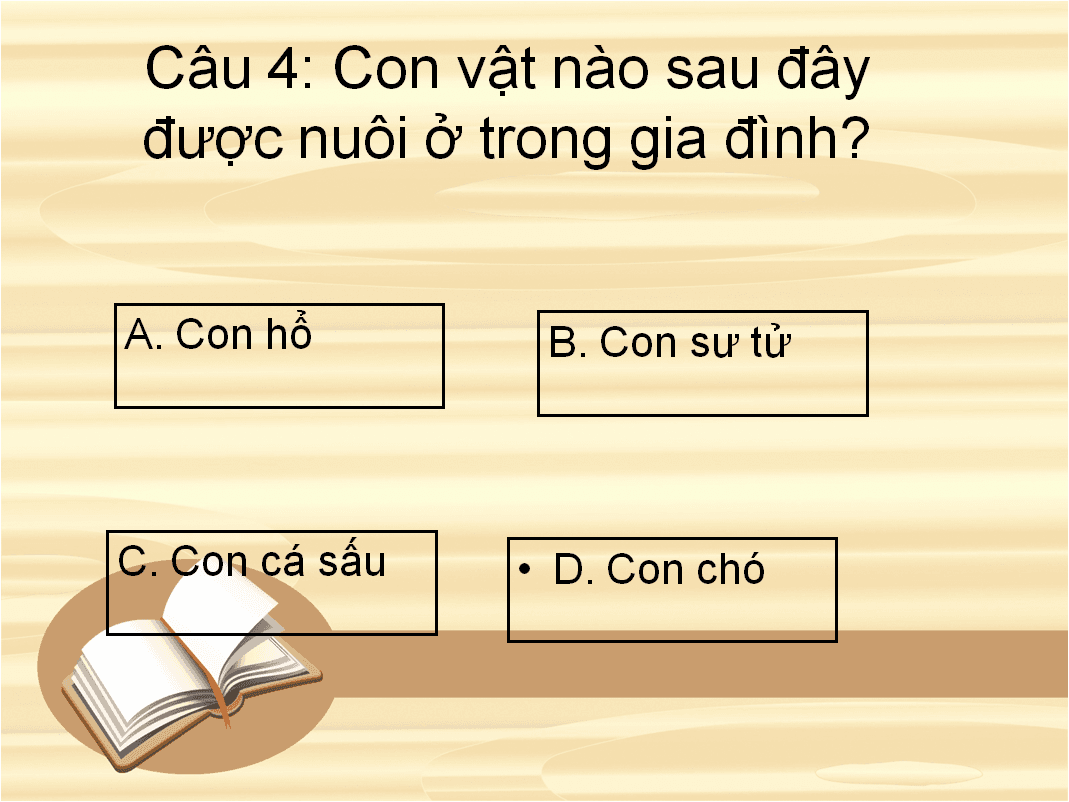 Câu 4: Con vật nào sau đây
được nuôi ở trong gia đình?
A. Con hổ
B. Con sư tử
C. Con cá sấu
• D. Con chó